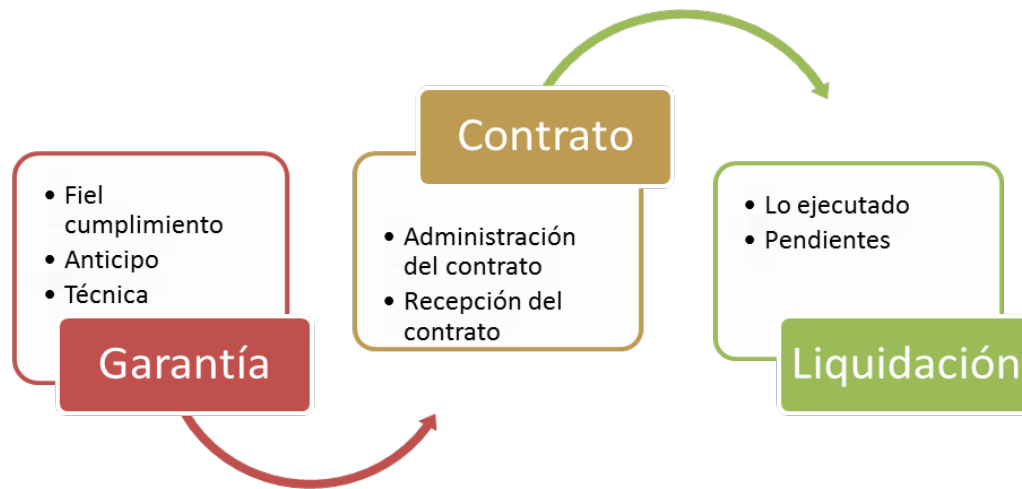 • Fiel
cumplimiento
• Anticipo
• Técnica
Garantía
Contrato
• Administración
del contrato
• Recepción del
contrato
• Lo ejecutado
• Pendientes
Liquidación